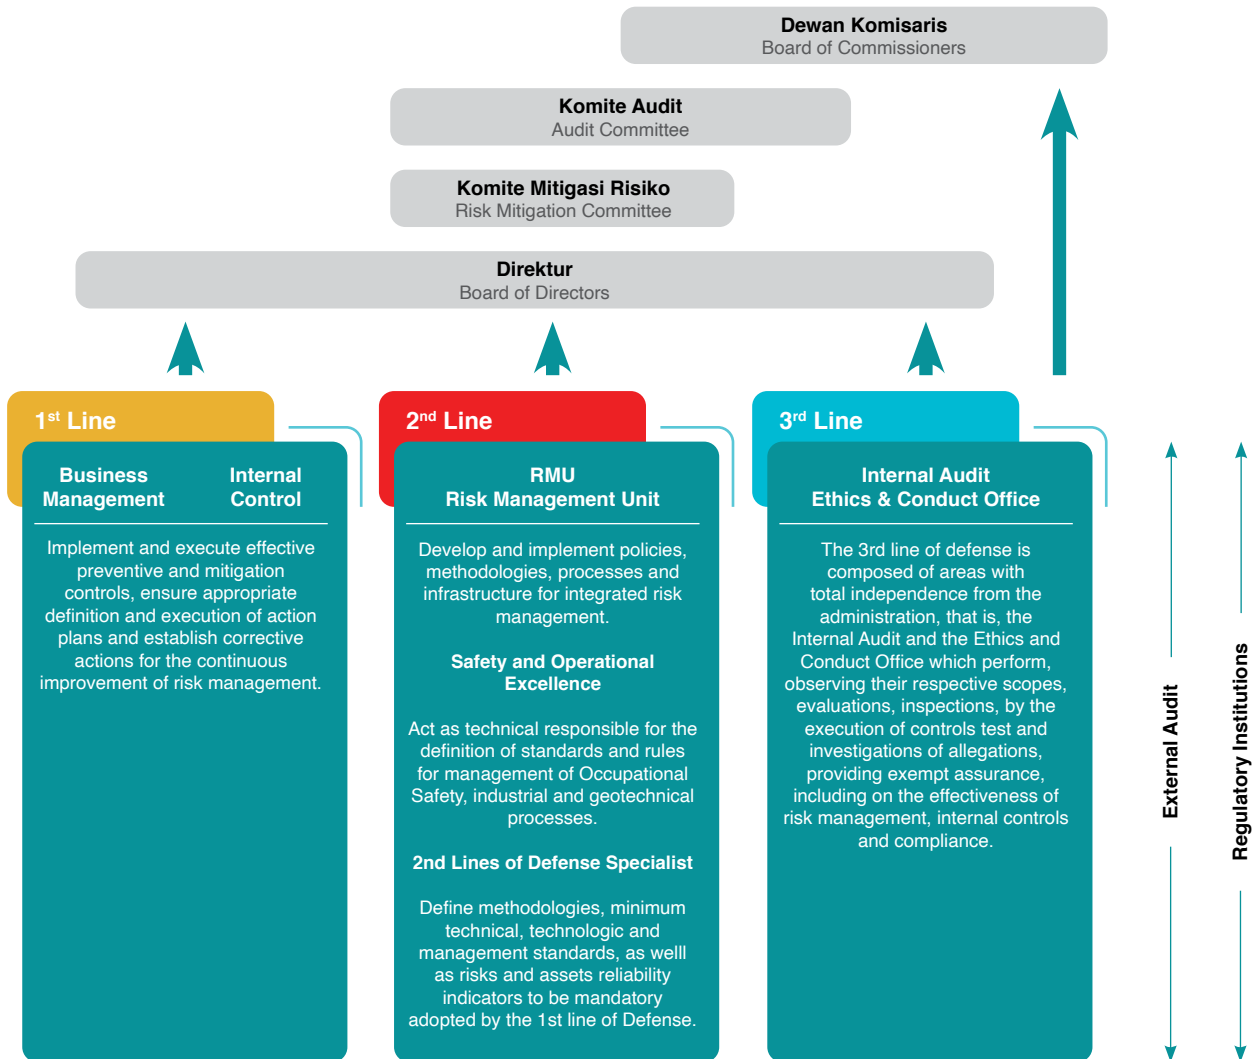 Dewan Komisaris
Board of Commissioners
Komite Audit
Audit Committee
Komite Mitigasi Risiko
Risk Mitigation Committee
Direktur
Board of Directors
1st Line
Business
Management
Internal
Control
Implement and execute effective
preventive and mitigation
controls, ensure appropriate
definition and execution of action
plans and establish corrective
actions for the continuous
improvement of risk management.
2nd Line
RMU
Risk Management Unit
Develop and implement policies,
methodologies, processes and
infrastructure for integrated risk
management.
Safety and Operational
Excellence
Act as technical responsible for the
definition of standards and rules
for management of Occupational
Safety, industrial and geotechnical
processes.
2nd Lines of Defense Specialist
Define methodologies, minimum
technical, technologic and
management standards, as welll
as risks and assets reliability
indicators to be mandatory
adopted by the 1st line of Defense.
3rd Line
Internal Audit
Ethics & Conduct Office
The 3rd line of defense is
composed of areas with
total independence from the
administration, that is, the
Internal Audit and the Ethics and
Conduct Office which perform,
observing their respective scopes,
evaluations, inspections, by the
execution of controls test and
investigations of allegations,
providing exempt assurance,
including on the effectiveness of
risk management, internal controls
and compliance.
External Audit
Regulatory Institutions